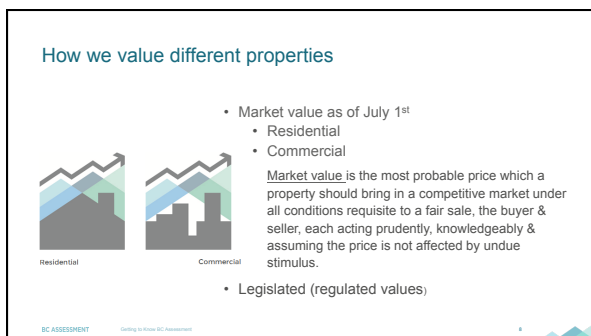 How we value different properties
• Market value as of July 1st
• Residential
• Commercial
Market value is the most probable price which a
property should bring in a competitive market under
all conditions requisite to a fair sale, the buyer &
seller, each acting prudently, knowledgeably &
assuming the price is not affected by undue
stimulus.
Residential
Commercial
• Legislated (regulated values)
BC ASSESSMENT
Getting to Know BC Assessment
8